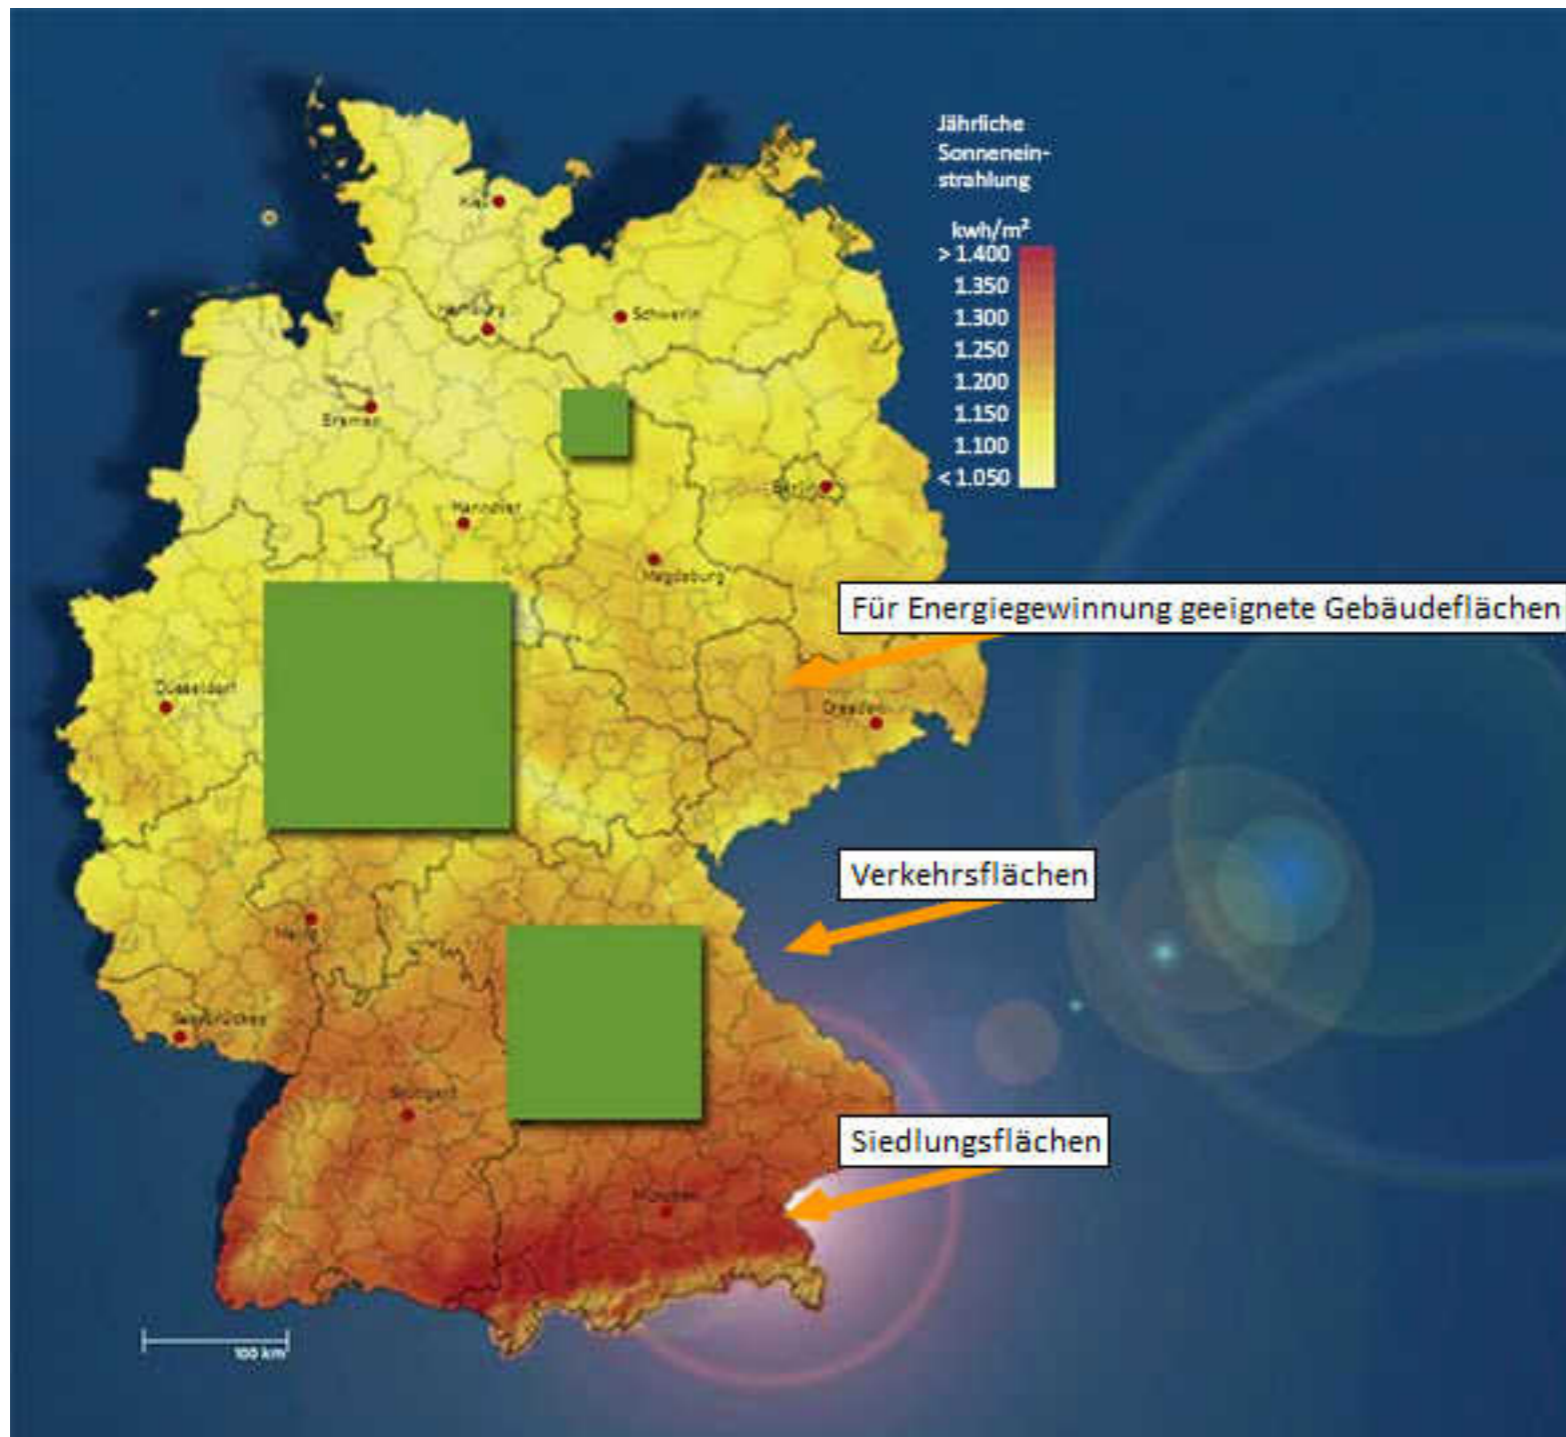 Jährliche
Sonnenein-
strahlung
kwh/m²
> 1.400
1.350
1.300
1.250
1.200
1.150
1.100
< 1.050
Kiel
Hamburg
Schwerin
Bremen
Berlin
Hannover
Magdeburg
Für Energiegewinnung geeignete Gebäudeflächen
Düsseldorf
Dresden
Verkehrsflächen
Mainz
Saarbrücken
Stuttgart
Siedlungsflächen
München
100 km